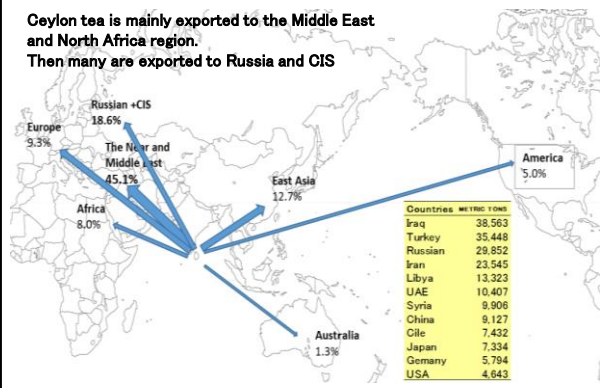 Ceylon tea is mainly exported to the Middle East
and North Africa region.
Then many are exported to Russia and CIS
Russian +CIS
18.6%
Europe
9.3%
The Near and
Middle East
45.1%
East Asia
12.7%
America
5.0%
Africa
8.0%
Australia
1.3%
Countries METRIC TONS
Iraq 38,563
Turkey 35,448
Russian 29,852
Iran 23,545
Libya 13,323
UAE 10,407
Syria 9,906
China 9,127
Cile 7,432
Japan 7,334
Gemany 5,794
USA 4,643